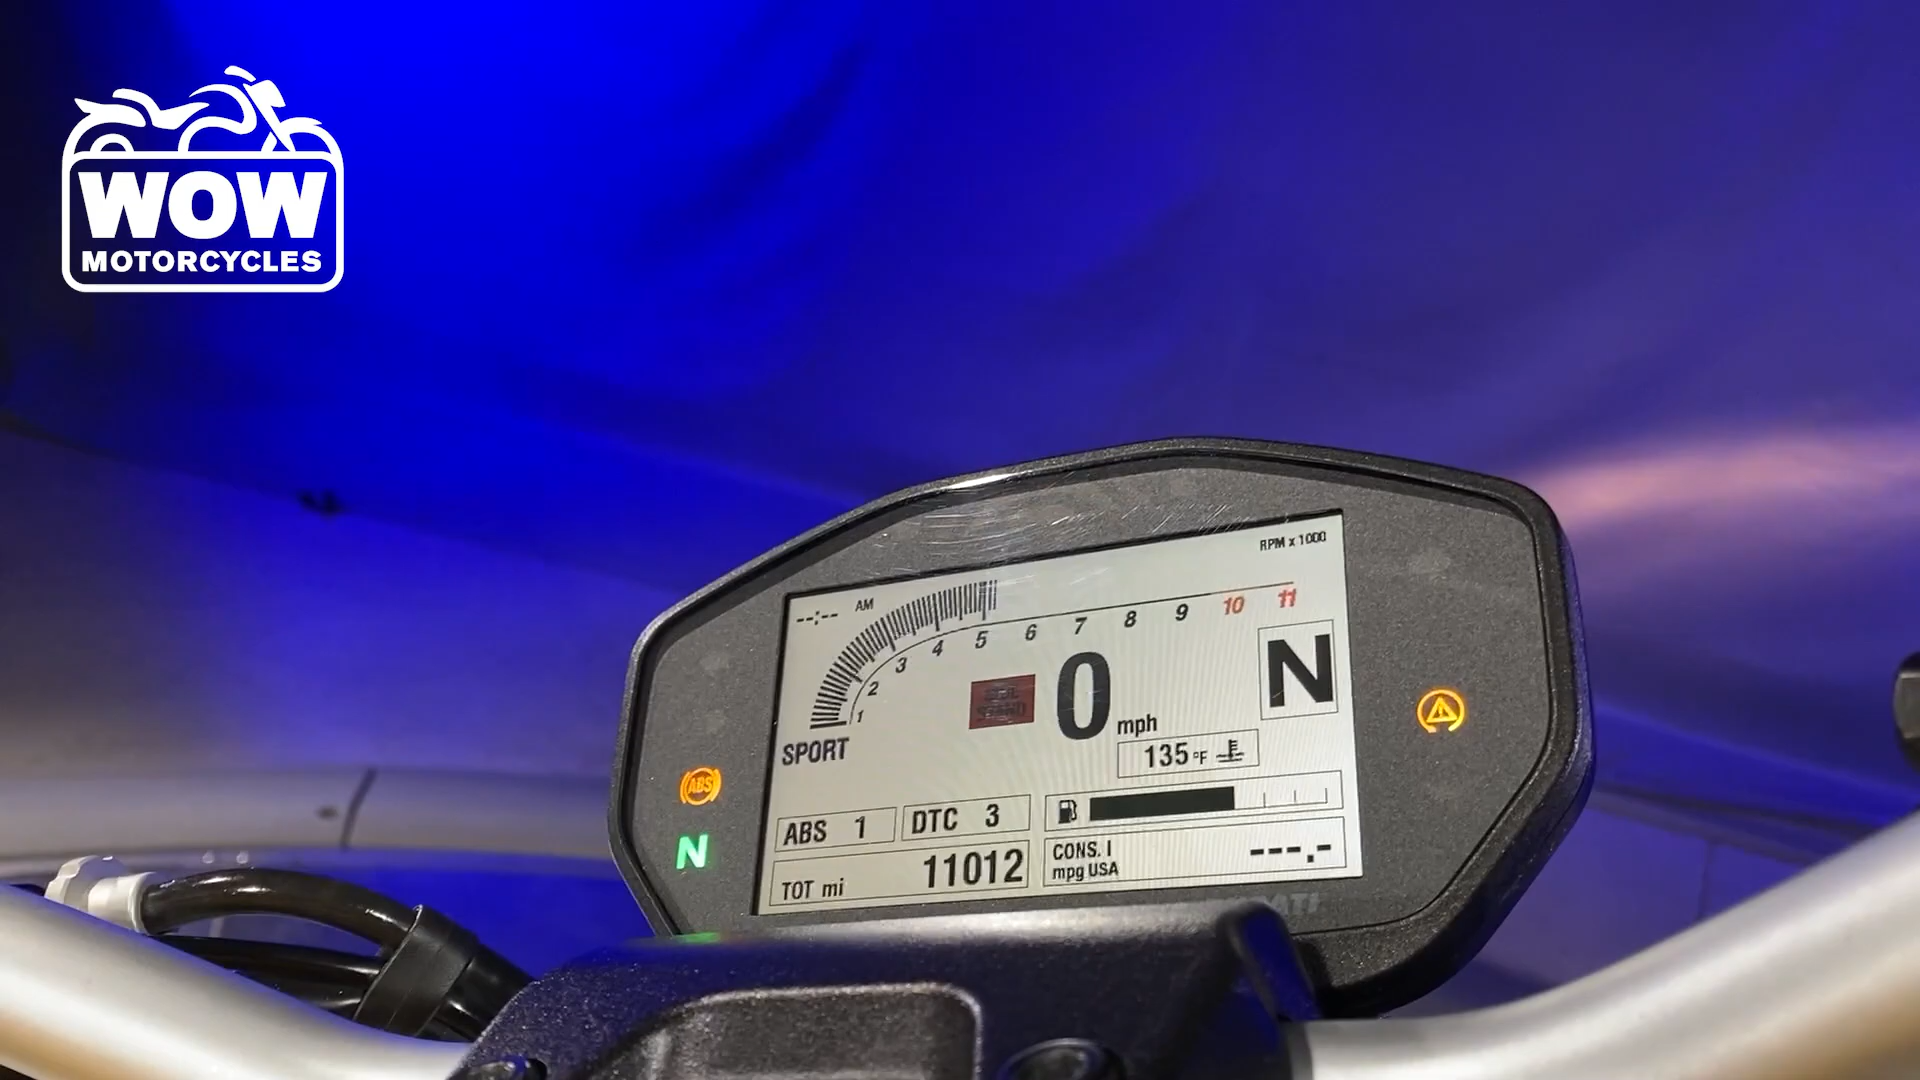 WOW
MOTORCYCLES
RPM x 1000
--:-- AM
1 2 3 4 5 6 7 8 9 10 11
N
0 mph
SPORT
135 °F
ABS
ABS 1
DTC 3
N
TOT mi 11012
CONS. I
mpg USA
---.-